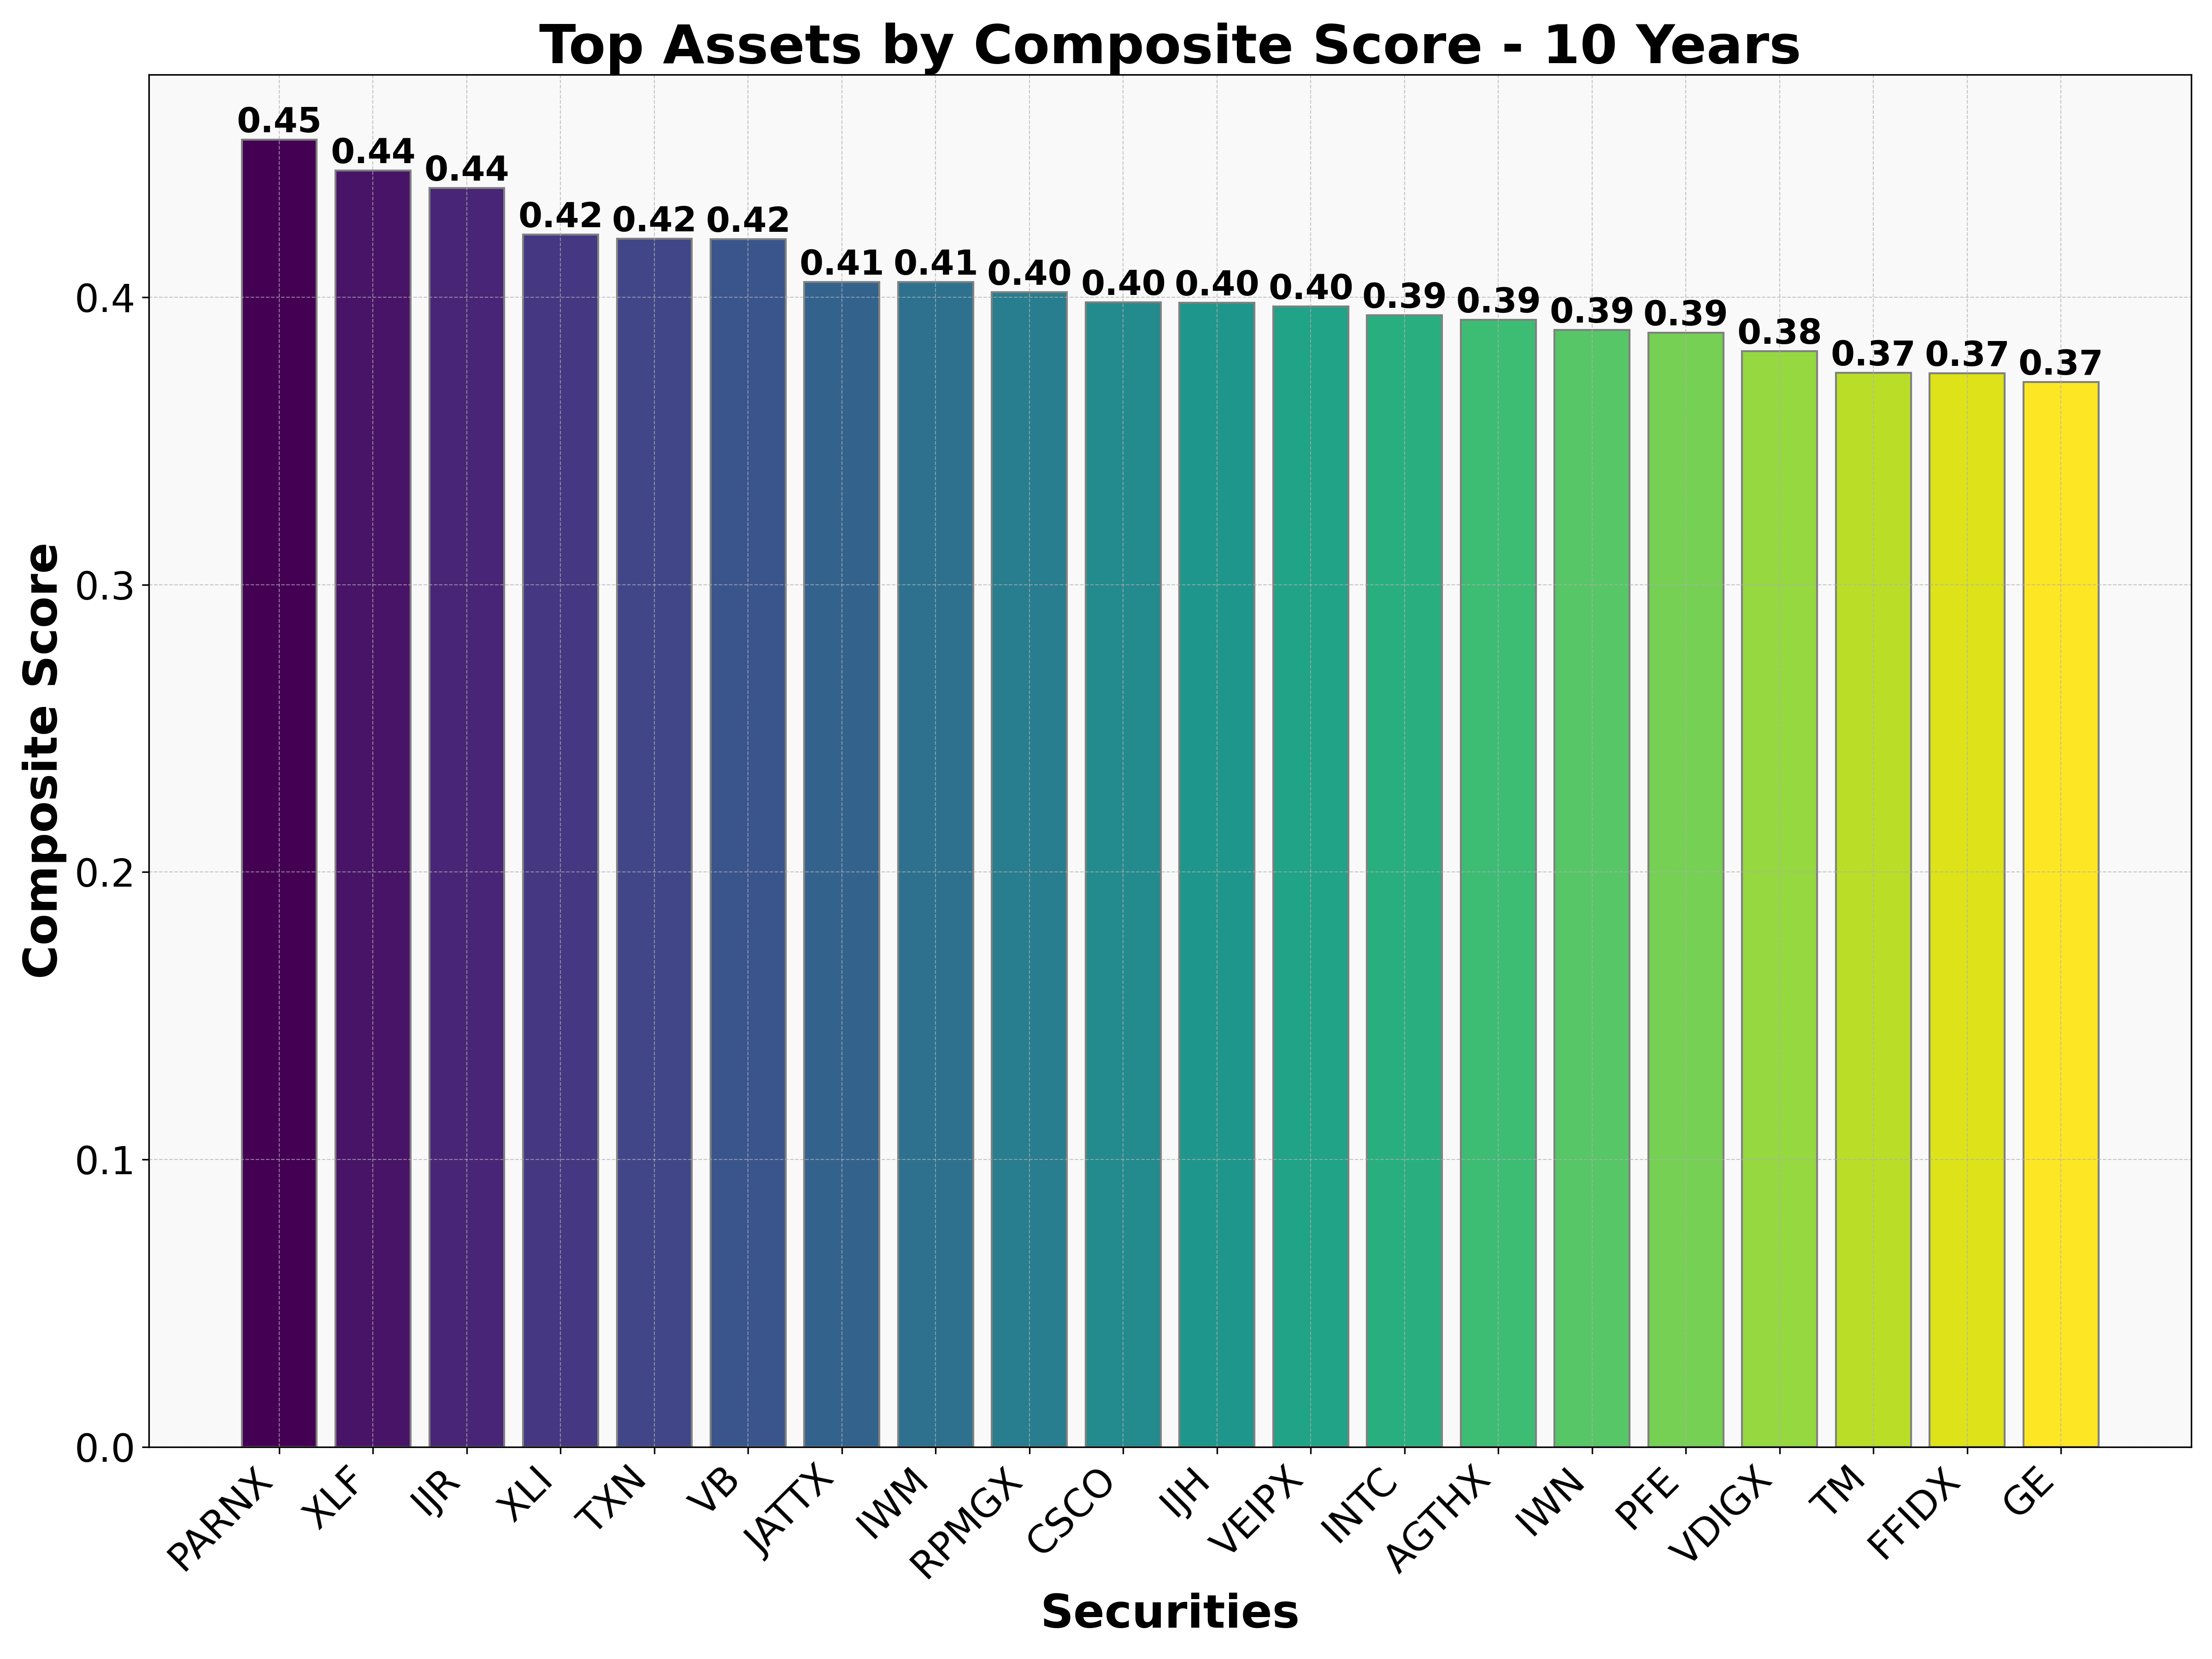 Top Assets by Composite Score - 10 Years
Composite Score
0.4
0.3
0.2
0.1
0.0
0.45
0.44
0.44
0.42
0.42
0.42
0.41
0.41
0.40
0.40
0.40
0.40
0.39
0.39
0.39
0.39
0.38
0.37
0.37
0.37
PARNX
XLF
IJR
XLI
TXN
VB
JATTX
IWM
RPMGX
CSCO
IJH
VEIPX
INTC
AGTHX
IWN
PFE
VDIGX
TM
FFIDX
GE
Securities